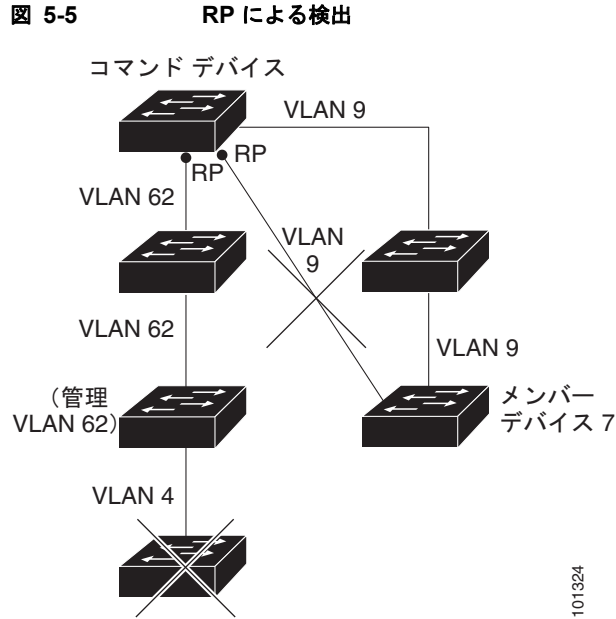 図 5-5 RP による検出
コマンド デバイス
VLAN 9
RP
RP
VLAN 62
VLAN
9
VLAN 62
VLAN 9
（管理
VLAN 62）
メンバー
デバイス 7
VLAN 4
101324